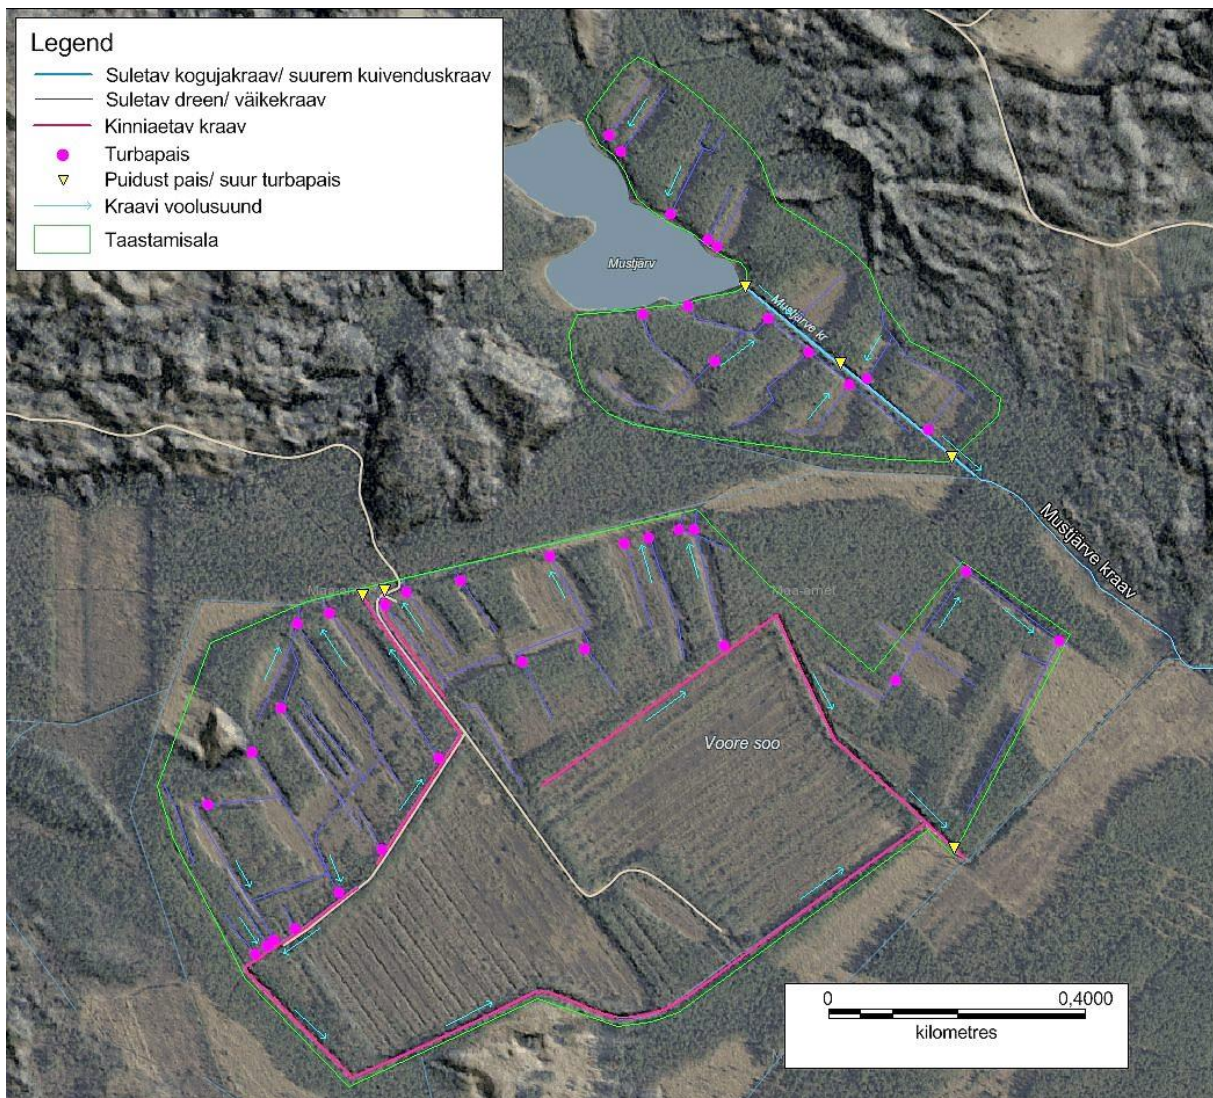 Legend
Suletav kogujakraav/ suurem kuivenduskraav
Suletav dreen/ väikekraav
Kinniaetav kraav
Turbapais
Puidust pais/ suur turbapais
Kraavi voolusuund
Taastamisala
Mustjärv
Mustjärve kr
Mustjärve kraav
Maa-amet
Voore soo
0 0,4000
kilometres